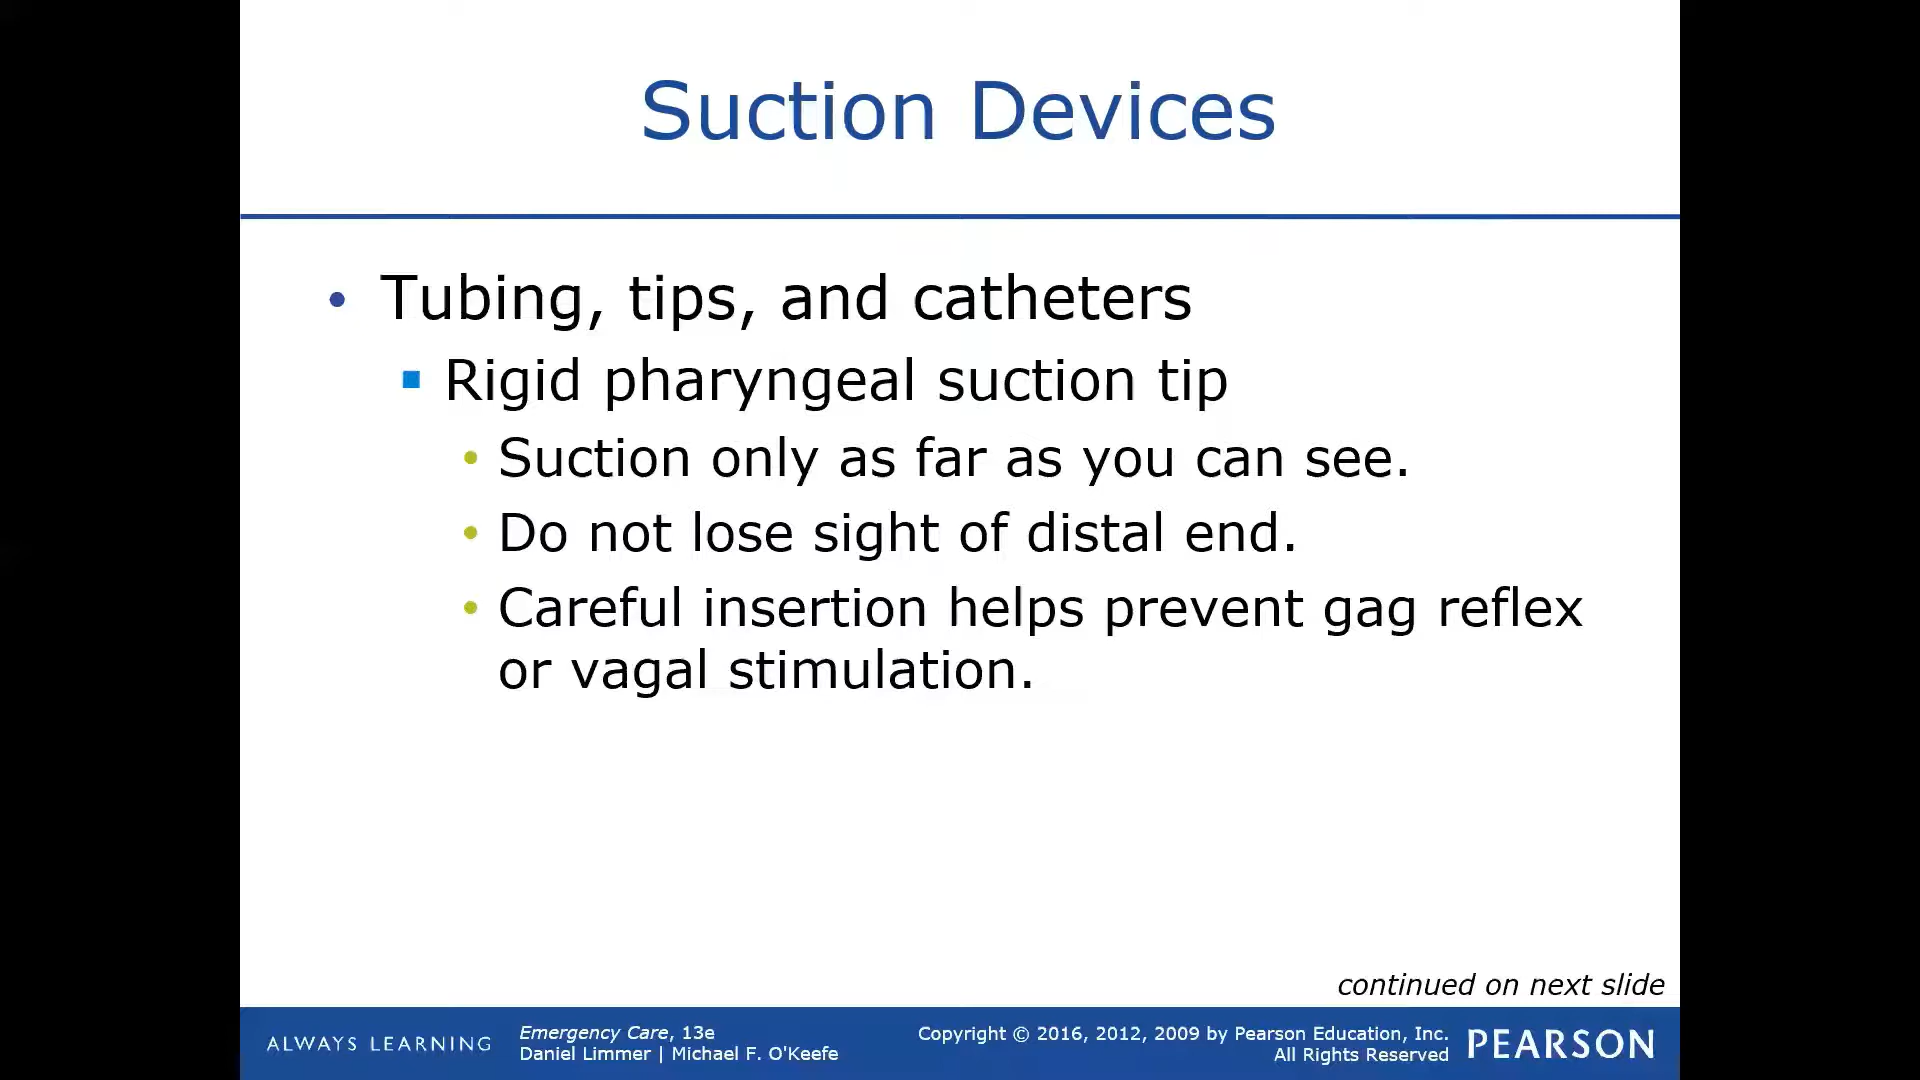 Suction Devices
• Tubing, tips, and catheters
▪ Rigid pharyngeal suction tip
• Suction only as far as you can see.
• Do not lose sight of distal end.
• Careful insertion helps prevent gag reflex
or vagal stimulation.
continued on next slide
ALWAYS LEARNING
Emergency Care, 13e
Daniel Limmer | Michael F. O'Keefe
Copyright © 2016, 2012, 2009 by Pearson Education, Inc.
All Rights Reserved
PEARSON